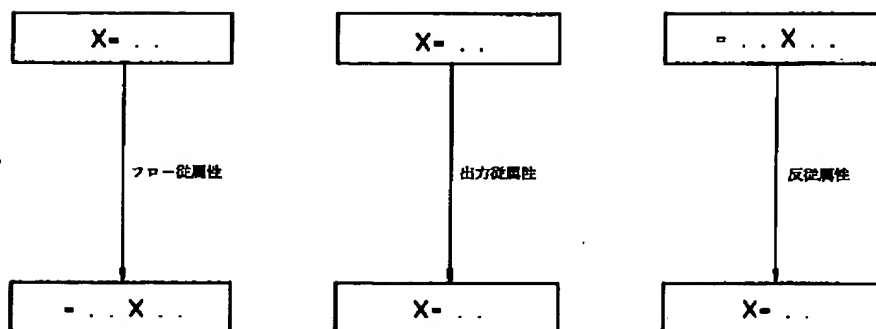 X= . .
X= . .
= . . X . .
フロー従属性
出力従属性
反従属性
= . . X . .
X= . .
X= . .